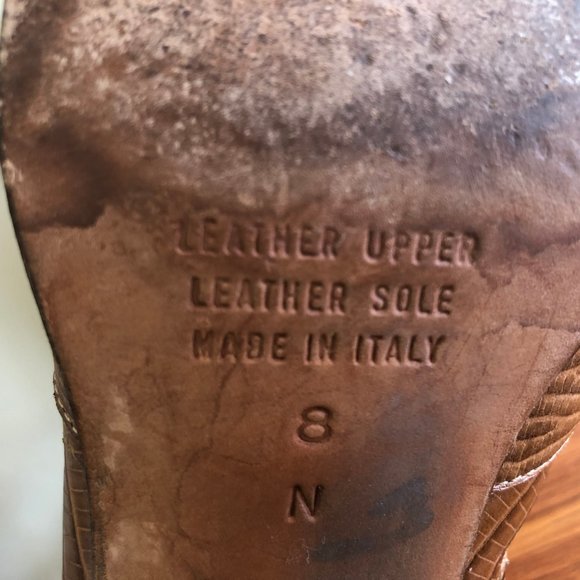 LEATHER UPPER
LEATHER SOLE
MADE IN ITALY
8
N